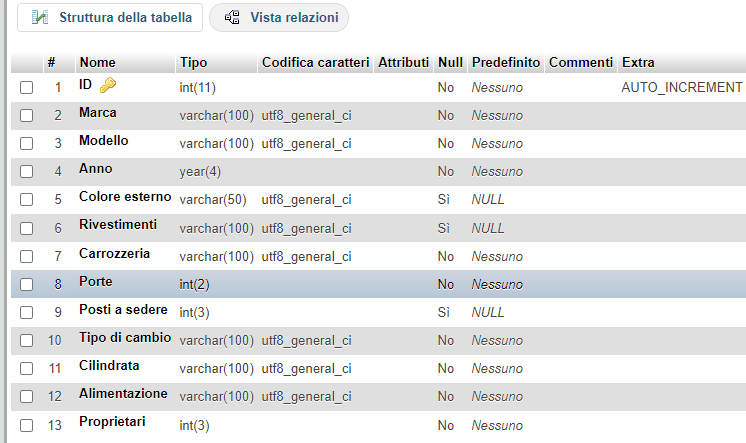 Struttura della tabella Vista relazioni
# Nome Tipo Codifica caratteri Attributi Null Predefinito Commenti Extra
1 ID int(11) No Nessuno AUTO_INCREMENT
2 Marca varchar(100) utf8_general_ci No Nessuno
3 Modello varchar(100) utf8_general_ci No Nessuno
4 Anno year(4) No Nessuno
5 Colore esterno varchar(50) utf8_general_ci Sì NULL
6 Rivestimenti varchar(100) utf8_general_ci Sì NULL
7 Carrozzeria varchar(100) utf8_general_ci No Nessuno
8 Porte int(2) No Nessuno
9 Posti a sedere int(3) Sì NULL
10 Tipo di cambio varchar(100) utf8_general_ci No Nessuno
11 Cilindrata varchar(100) utf8_general_ci No Nessuno
12 Alimentazione varchar(100) utf8_general_ci No Nessuno
13 Proprietari int(3) No Nessuno